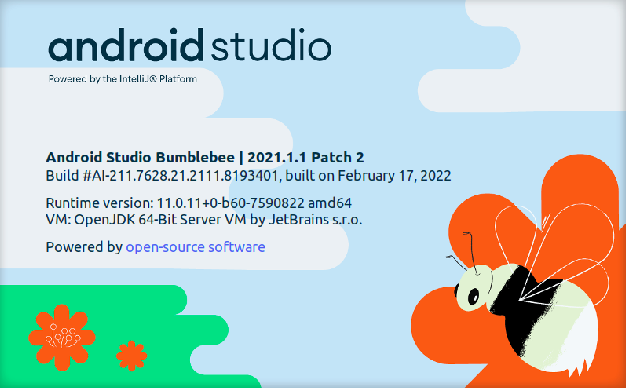 android studio
Powered by the IntelliJ® Platform
Android Studio Bumblebee | 2021.1.1 Patch 2
Build #AI-211.7628.21.2111.8193401, built on February 17, 2022
Runtime version: 11.0.11+0-b60-7590822 amd64
VM: OpenJDK 64-Bit Server VM by JetBrains s.r.o.
Powered by open-source software